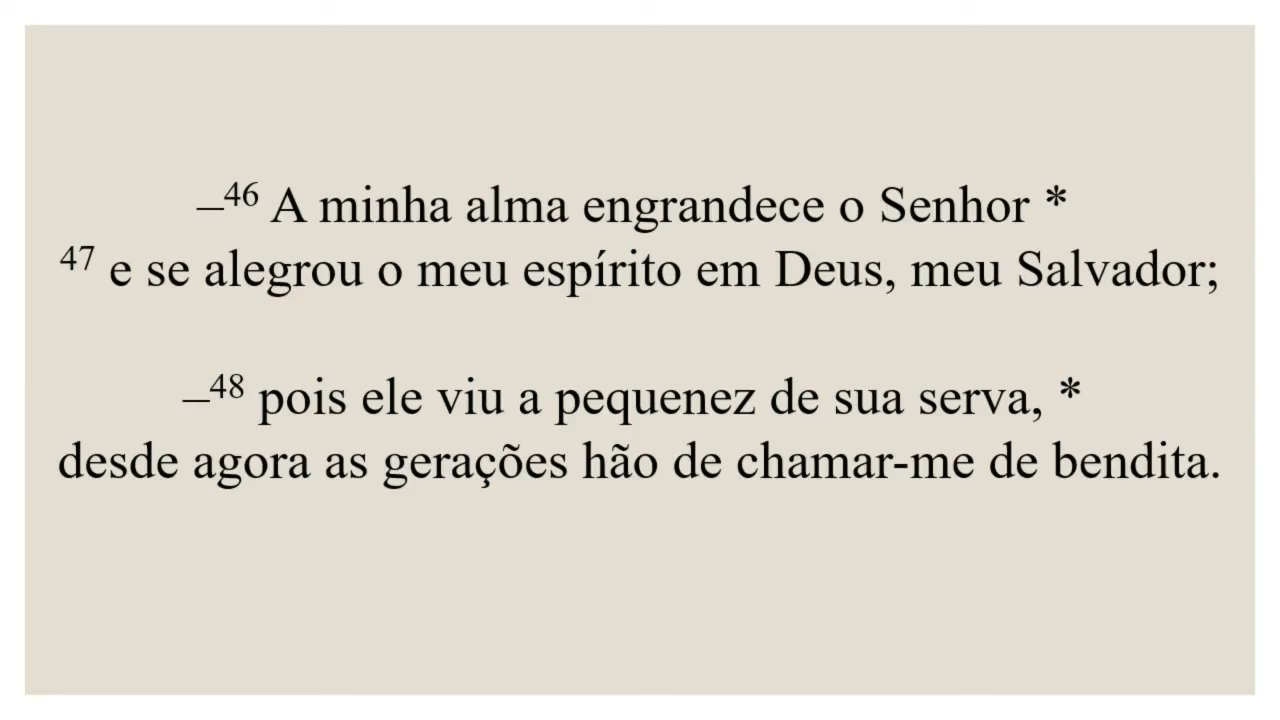 –⁴⁶ A minha alma engrandece o Senhor *
⁴⁷ e se alegrou o meu espírito em Deus, meu Salvador;
–⁴⁸ pois ele viu a pequenez de sua serva, *
desde agora as gerações hão de chamar-me de bendita.